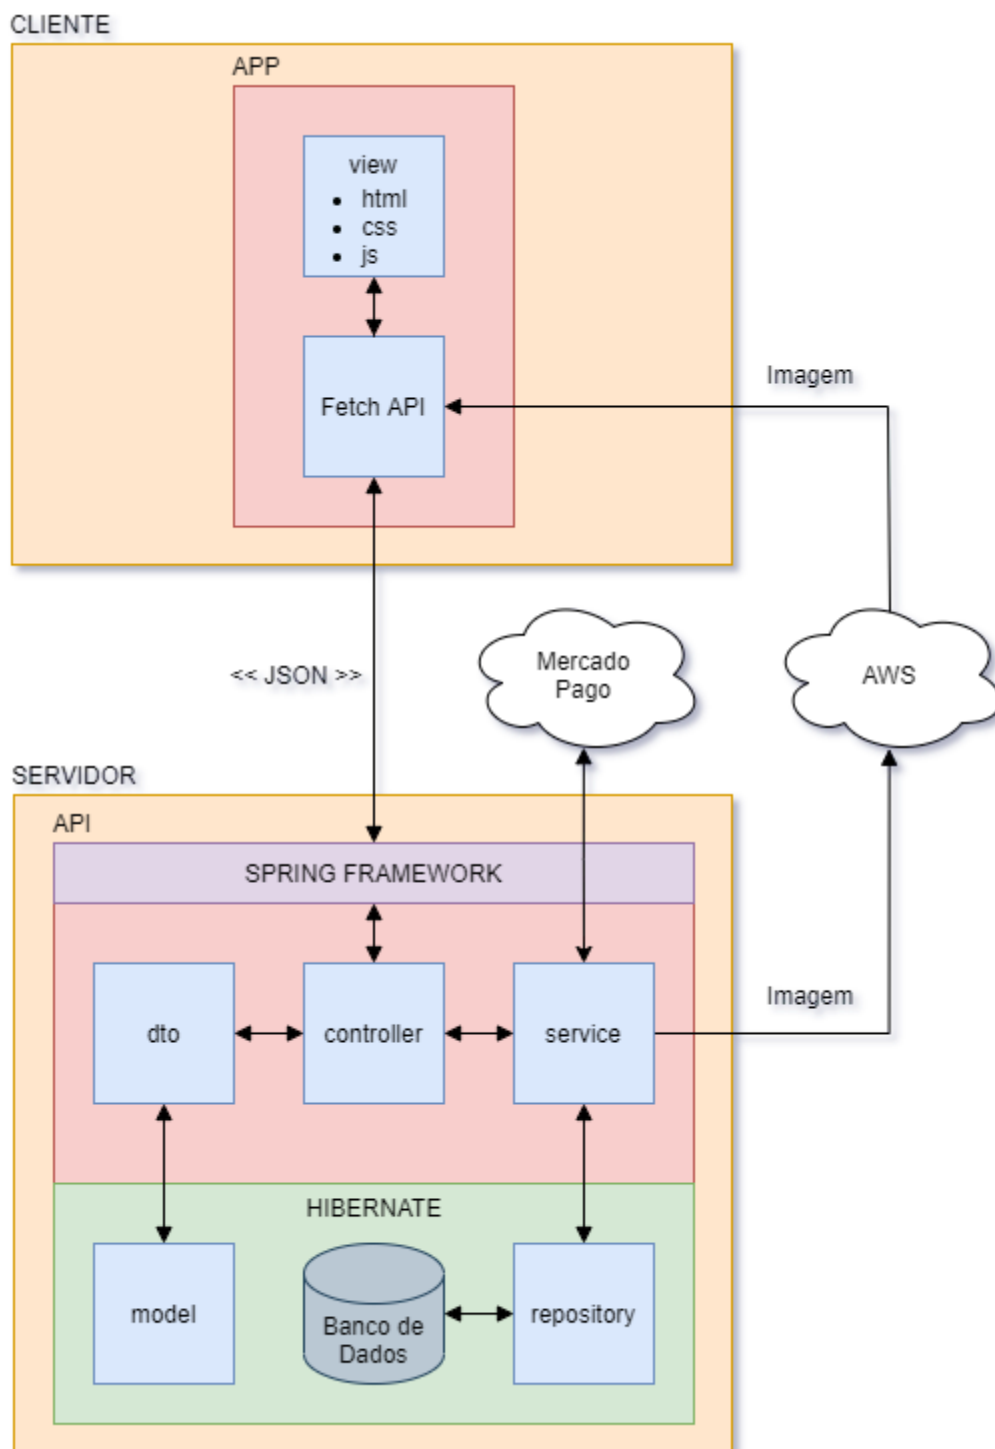 CLIENTE
APP
view
• html
• css
• js
Fetch API
Imagem
<< JSON >>
Mercado
Pago
AWS
SERVIDOR
API
SPRING FRAMEWORK
dto
controller
service
Imagem
HIBERNATE
model
Banco de
Dados
repository